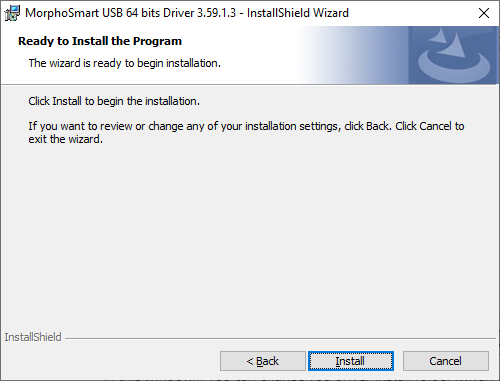 MorphoSmart USB 64 bits Driver 3.59.1.3 - InstallShield Wizard
Ready to Install the Program
The wizard is ready to begin installation.
Click Install to begin the installation.
If you want to review or change any of your installation settings, click Back. Click Cancel to
exit the wizard.
InstallShield
< Back
Install
Cancel